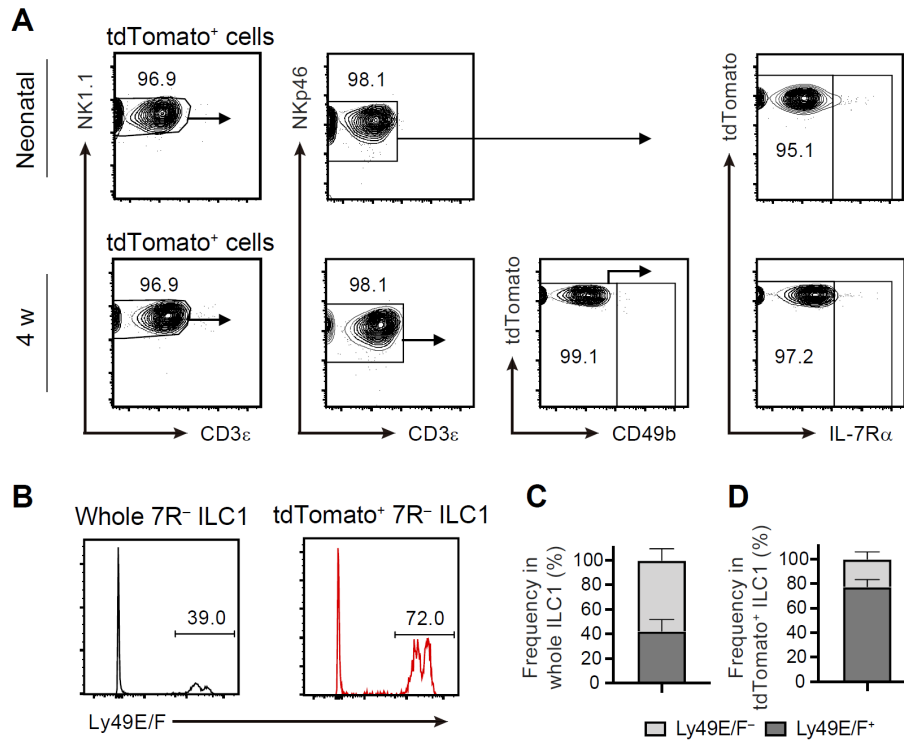 A
tdTomato⁺ cells
Neonatal
NK1.1
96.9
NKp46
98.1
tdTomato
95.1
tdTomato⁺ cells
4 w
96.9
98.1
tdTomato
99.1
97.2
CD3ε
CD3ε
CD49b
IL-7Rα
B
Whole 7R⁻ ILC1
tdTomato⁺ 7R⁻ ILC1
39.0
72.0
Ly49E/F
C
Frequency in
whole ILC1 (%)
100
80
60
40
20
0
D
Frequency in
tdTomato⁺ ILC1 (%)
100
80
60
40
20
0
Ly49E/F⁻
Ly49E/F⁺